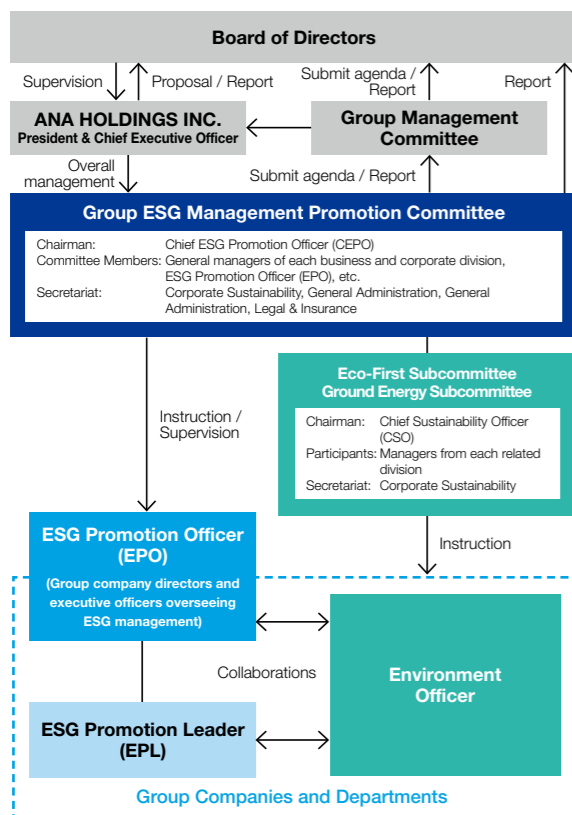 Board of Directors
Supervision
Proposal / Report
Submit agenda /
Report
Report
ANA HOLDINGS INC.
President & Chief Executive Officer
Group Management
Committee
Overall
management
Submit agenda / Report
Group ESG Management Promotion Committee
Chairman: Chief ESG Promotion Officer (CEPO)
Committee Members: General managers of each business and corporate division,
ESG Promotion Officer (EPO), etc.
Secretariat: Corporate Sustainability, General Administration, General
Administration, Legal & Insurance
Eco-First Subcommittee
Ground Energy Subcommittee
Chairman: Chief Sustainability Officer
(CSO)
Participants: Managers from each related
division
Secretariat: Corporate Sustainability
Instruction /
Supervision
ESG Promotion Officer
(EPO)
(Group company directors and
executive officers overseeing
ESG management)
Instruction
Collaborations
Environment
Officer
ESG Promotion Leader
(EPL)
Group Companies and Departments